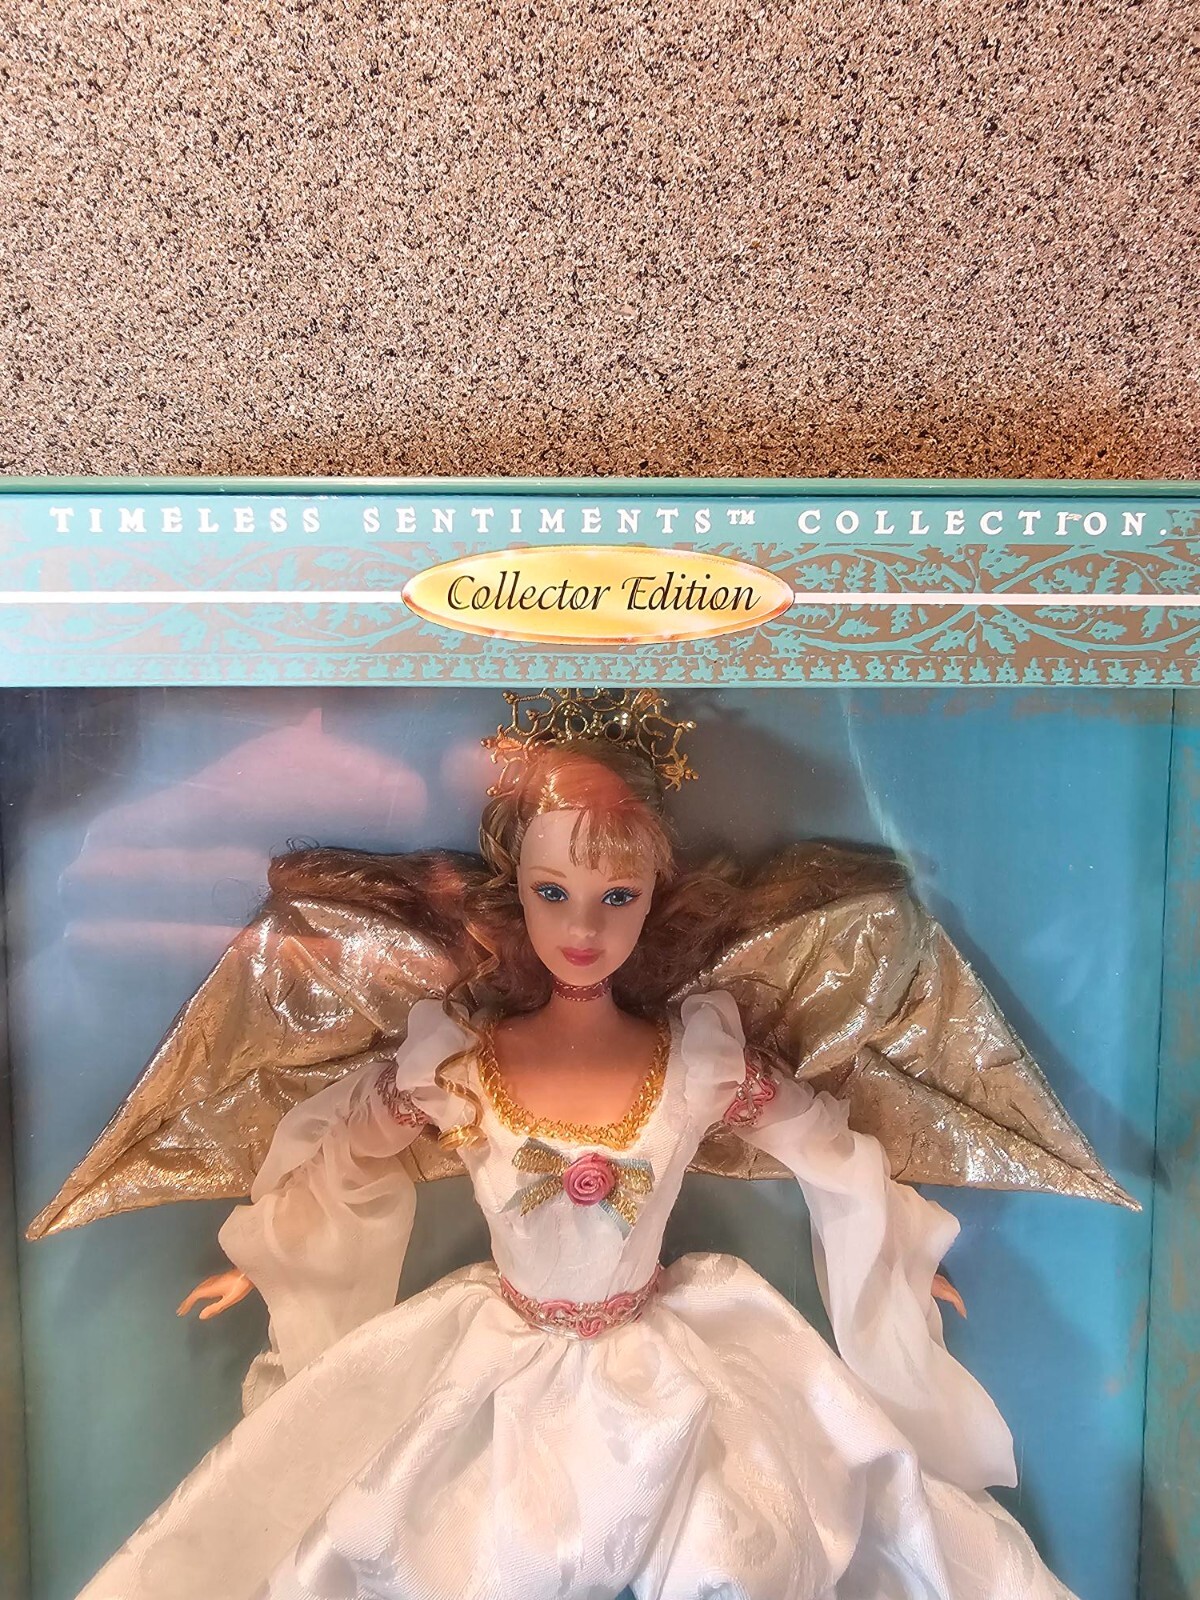 TIMELESS SENTIMENTS™ COLLECTION.
Collector Edition